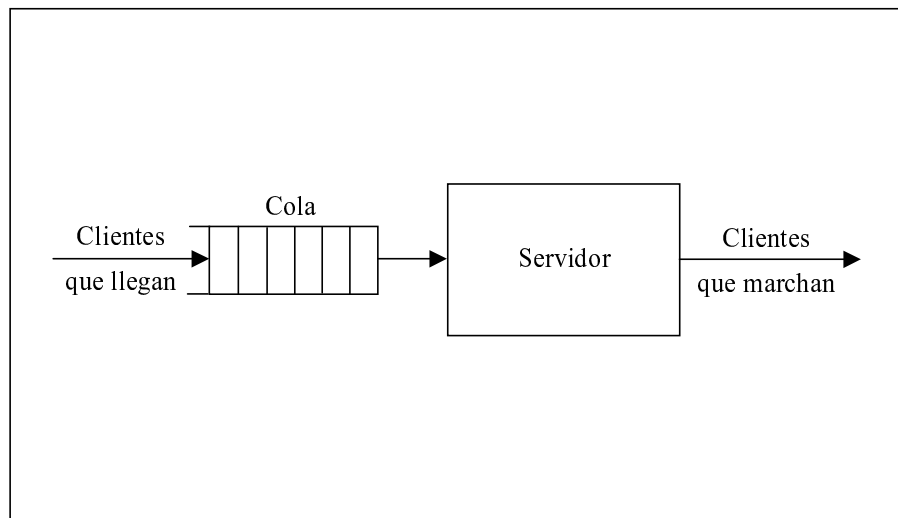 Cola
Clientes
que llegan
Servidor
Clientes
que marchan